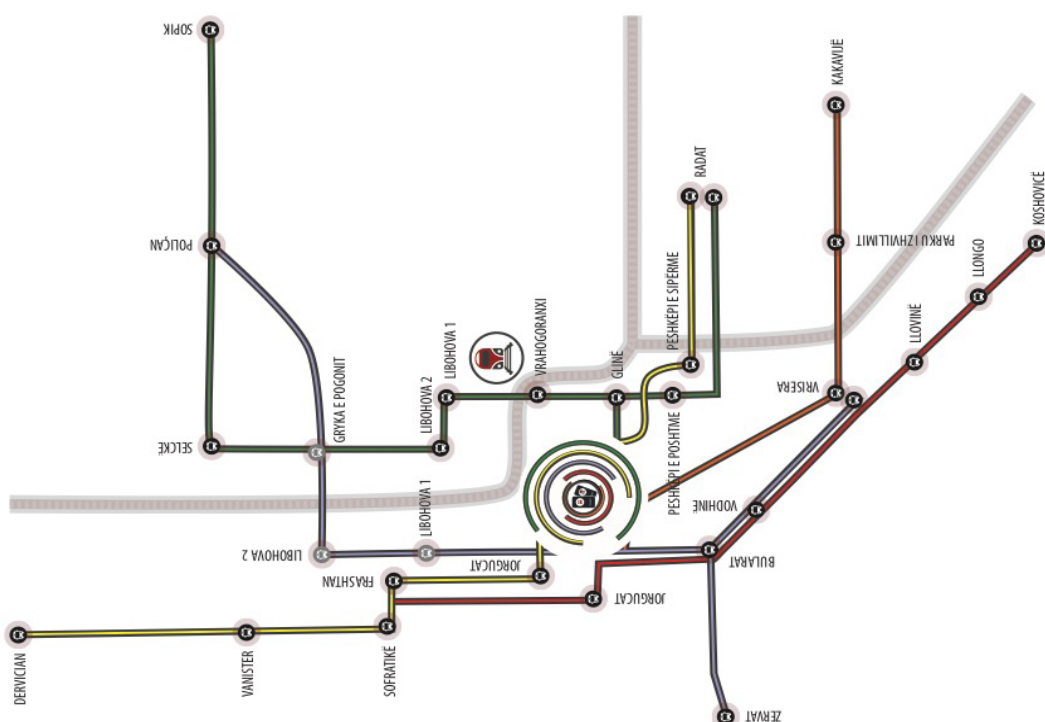 SOPIK
KAKAVIJË
RADAT
POLIÇAN
PARKU I ZHVILLIMIT
KOSHOVICË
LLONGO
PESHKËPI E SIPËRME
LLOVINË
LIBOHOVA 1
VRAHOGORANXI
GLINË
VRISERA
GRYKA E POGONIT
LIBOHOVA 2
SELCKË
PESHKËPI E POSHTME
VODHINË
LIBOHOVA 2
LIBOHOVA 1
JORGUCAT
BULARAT
FRASHTAN
JORGUCAT
DERVICIAN
VANISTER
SOFRATIKË
ZERVAT